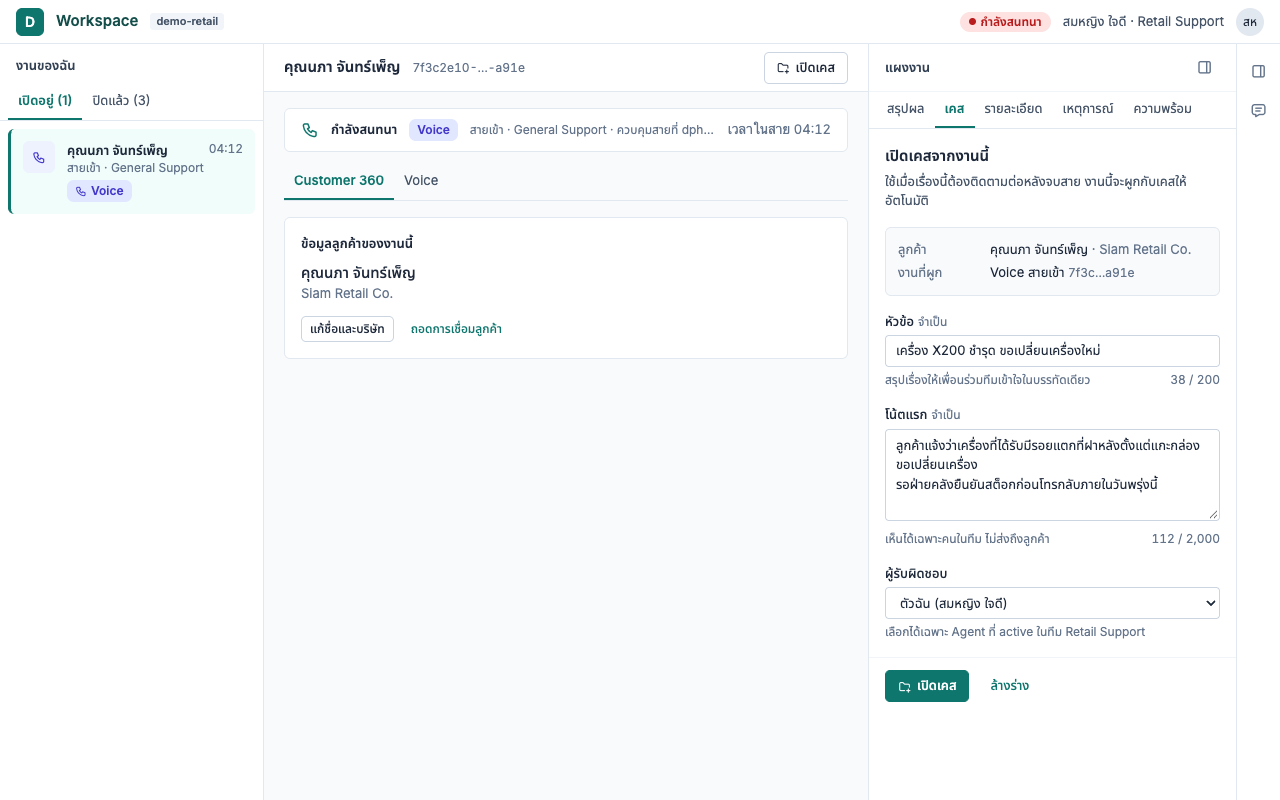 D Workspace demo-retail
กำลังสนทนา สมหญิง ใจดี · Retail Support สห
งานของฉัน
เปิดอยู่ (1) ปิดแล้ว (3)
คุณนภา จันทร์เพ็ญ 04:12
สายเข้า · General Support
Voice
คุณนภา จันทร์เพ็ญ 7f3c2e10-...-a91e เปิดเคส
กำลังสนทนา Voice สายเข้า · General Support · ควบคุมสายที่ dph... เวลาในสาย 04:12
Customer 360 Voice
ข้อมูลลูกค้าของงานนี้
คุณนภา จันทร์เพ็ญ
Siam Retail Co.
แก้ชื่อและบริษัท ถอดการเชื่อมลูกค้า
แผงงาน
สรุปผล เคส รายละเอียด เหตุการณ์ ความพร้อม
เปิดเคสจากงานนี้
ใช้เมื่อเรื่องนี้ต้องติดตามต่อหลังจบสาย งานนี้จะผูกกับเคสให้
อัตโนมัติ
ลูกค้า คุณนภา จันทร์เพ็ญ · Siam Retail Co.
งานที่ผูก Voice สายเข้า 7f3c...a91e
หัวข้อ จำเป็น
เครื่อง X200 ชำรุด ขอเปลี่ยนเครื่องใหม่
สรุปเรื่องให้เพื่อนร่วมทีมเข้าใจในบรรทัดเดียว 38 / 200
โน้ตแรก จำเป็น
ลูกค้าแจ้งว่าเครื่องที่ได้รับมีรอยแตกที่ฝาหลังตั้งแต่แกะกล่อง
ขอเปลี่ยนเครื่อง
รอฝ่ายคลังยืนยันสต็อกก่อนโทรกลับภายในวันพรุ่งนี้
เห็นได้เฉพาะคนในทีม ไม่ส่งถึงลูกค้า 112 / 2,000
ผู้รับผิดชอบ
ตัวฉัน (สมหญิง ใจดี)
เลือกได้เฉพาะ Agent ที่ active ในทีม Retail Support
เปิดเคส ล้างร่าง